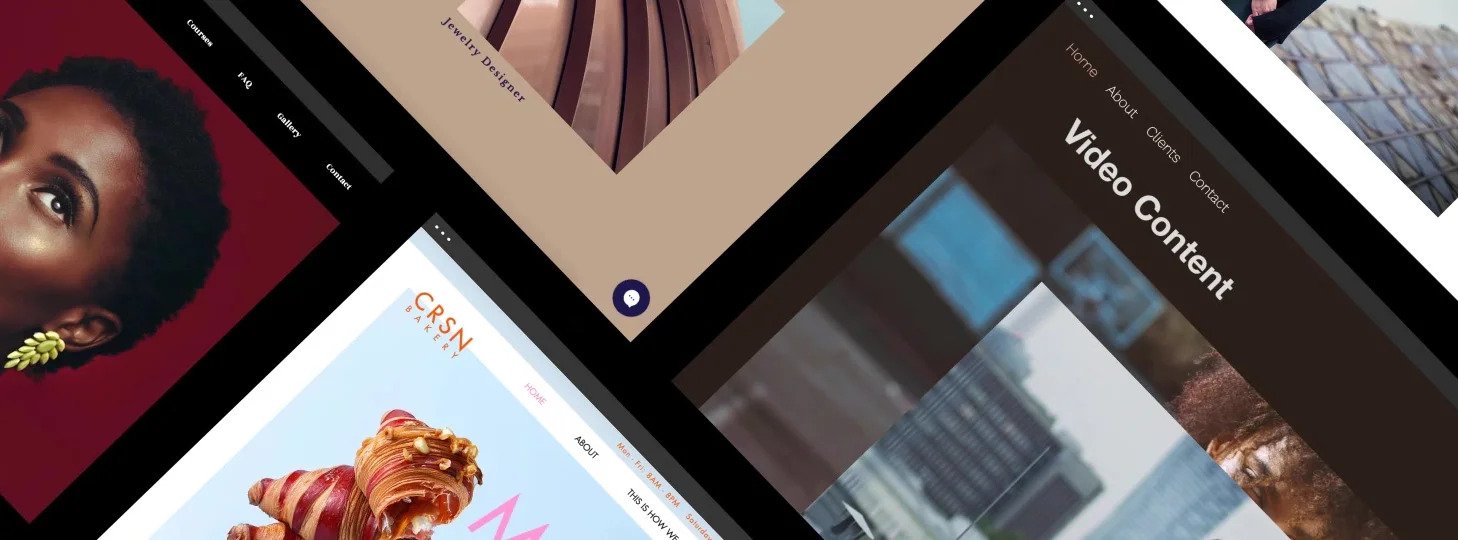 Courses
FAQ
Gallery
Contact
Jewelry Designer
CRSN
BAKERY
HOME
ABOUT
THIS IS HOW WE
Mon - Fri: 8AM - 8PM
Home
About
Clients
Contact
Video Content